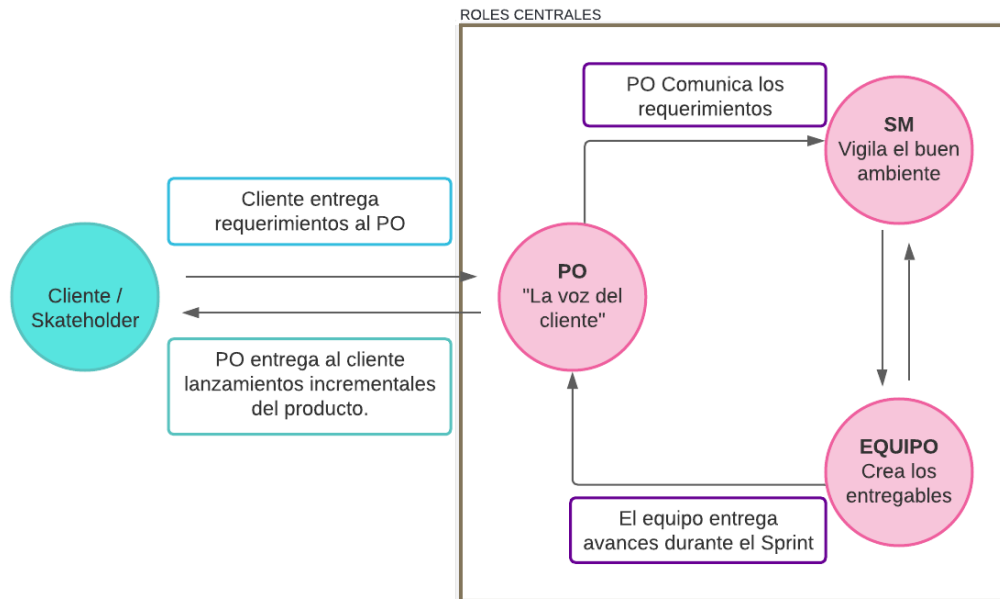 ROLES CENTRALES
PO Comunica los
requerimientos
SM
Vigila el buen
ambiente
Cliente entrega
requerimientos al PO
PO
"La voz del
cliente"
Cliente /
Skateholder
PO entrega al cliente
lanzamientos incrementales
del producto.
EQUIPO
Crea los
entregables
El equipo entrega
avances durante el Sprint